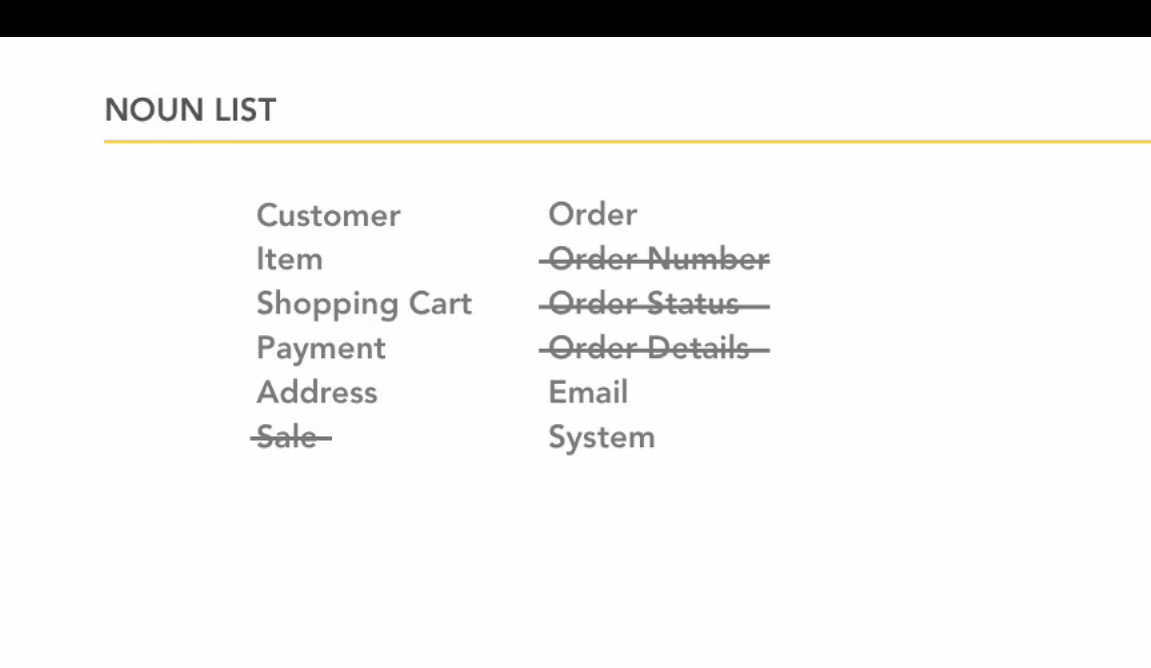 NOUN LIST
Customer
Item
Shopping Cart
Payment
Address
Sale
Order
Order Number
Order Status
Order Details
Email
System